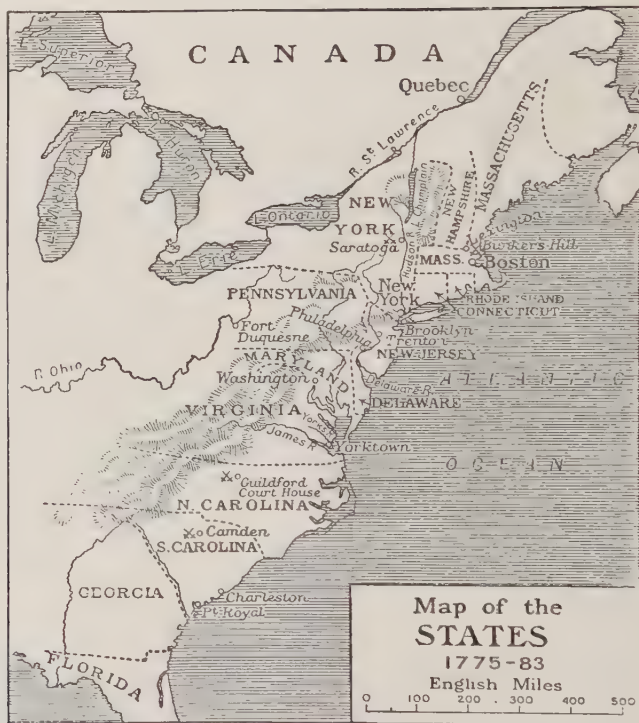 CANADA
L. Superior
Quebec
L. Michigan
L. Huron
R. St Lawrence
MASSACHUSETTS
L. Champlain
NEW
HAMPSHIRE
L. Ontario
NEW
YORK
Lexington
Saratoga
Hudson R.
Bunker's Hill
MASS.
Boston
L. Erie
PENNSYLVANIA
New
York
RHODE ISLAND
CONNECTICUT
Philadelphia
Fort
Duquesne
Brooklyn
Trenton
NEW JERSEY
R. Ohio
MARYLAND
Washington
Delaware R.
ATLANTIC
DELAWARE
VIRGINIA
James R.
Yorktown
OCEAN
Guildford
Court House
N. CAROLINA
Camden
S. CAROLINA
GEORGIA
Charleston
Pt. Royal
FLORIDA
Map of the
STATES
1775-83
English Miles
0 100 200 300 400 500